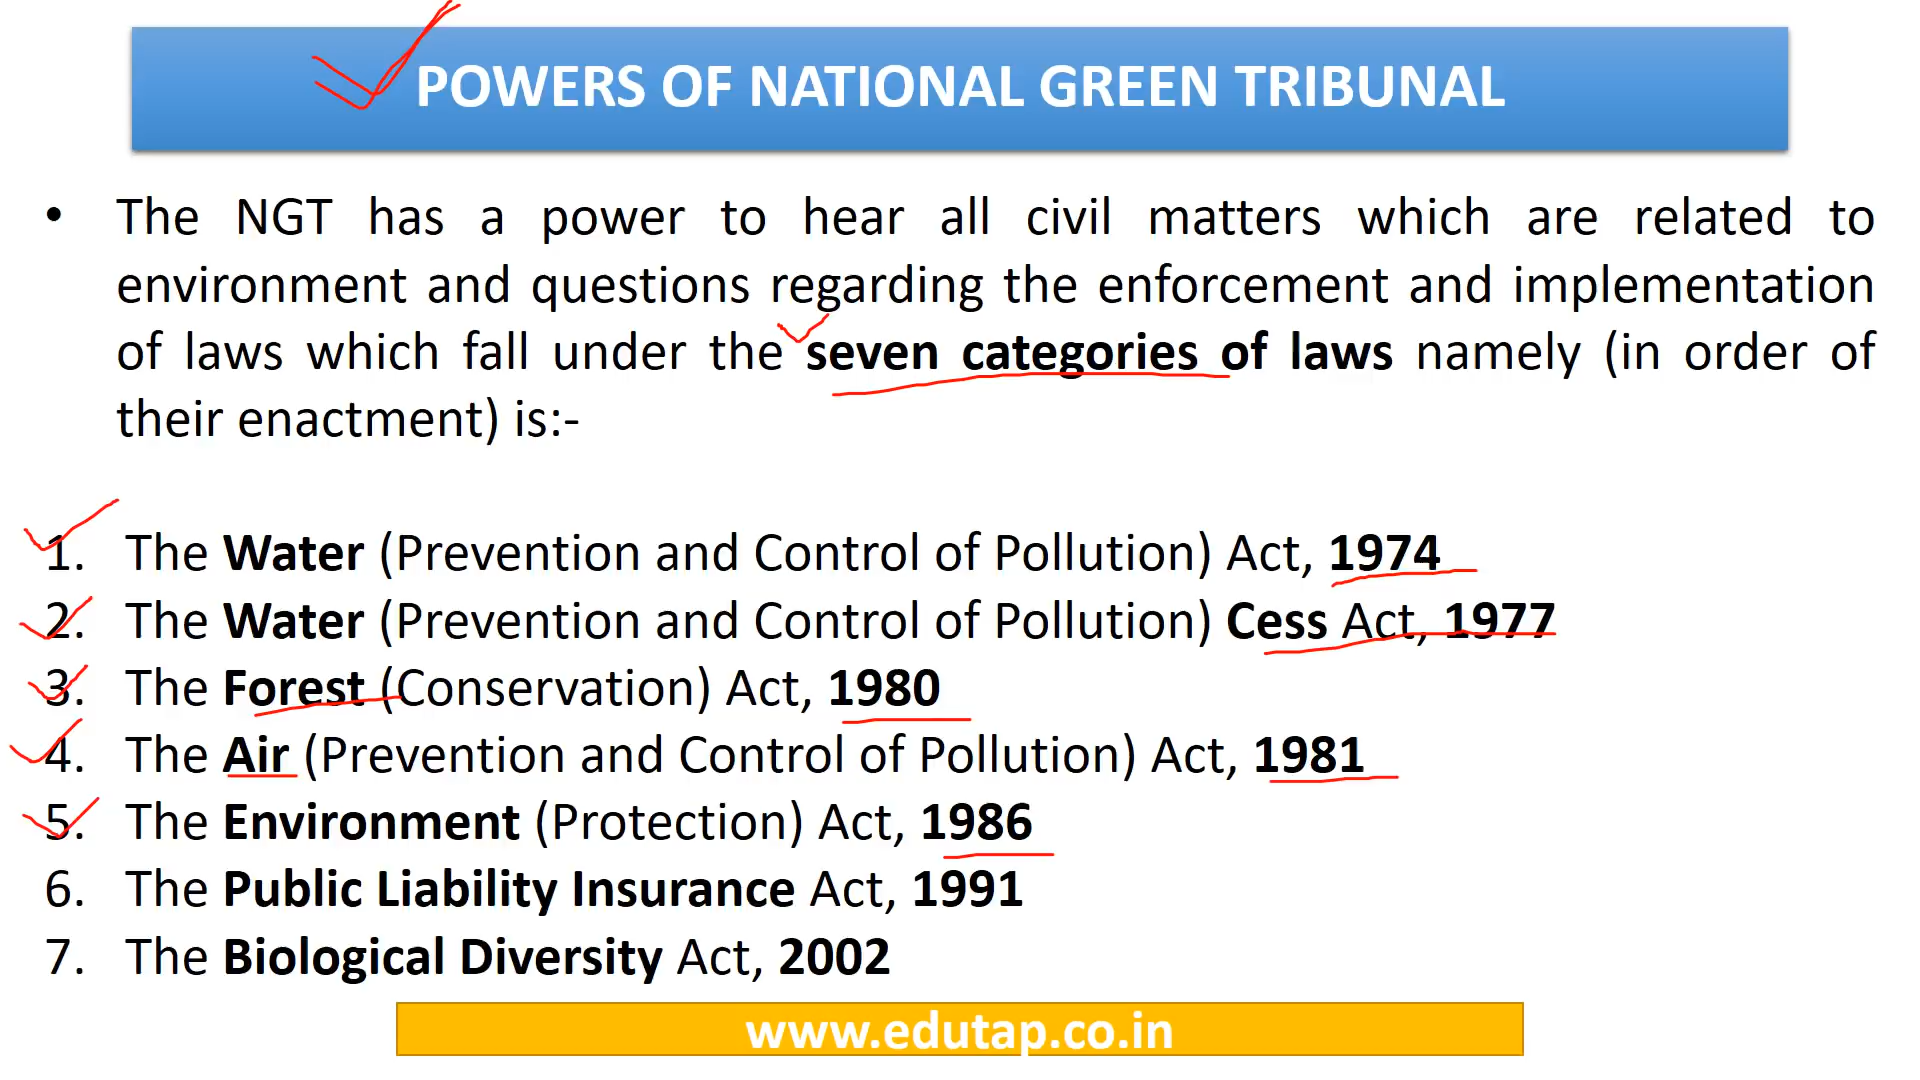 POWERS OF NATIONAL GREEN TRIBUNAL
• The NGT has a power to hear all civil matters which are related to
environment and questions regarding the enforcement and implementation
of laws which fall under the seven categories of laws namely (in order of
their enactment) is:-
1. The Water (Prevention and Control of Pollution) Act, 1974
2. The Water (Prevention and Control of Pollution) Cess Act, 1977
3. The Forest (Conservation) Act, 1980
4. The Air (Prevention and Control of Pollution) Act, 1981
5. The Environment (Protection) Act, 1986
6. The Public Liability Insurance Act, 1991
7. The Biological Diversity Act, 2002
www.edutap.co.in